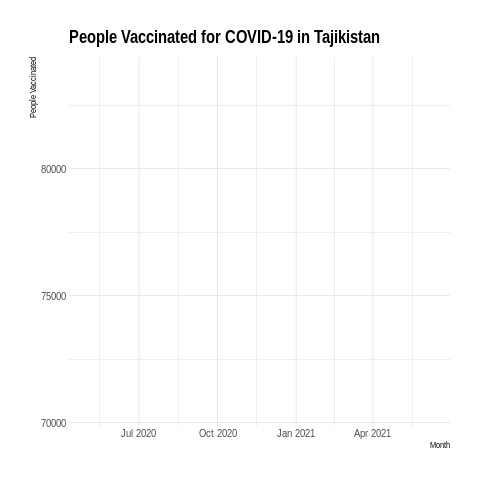 People Vaccinated for COVID-19 in Tajikistan
People Vaccinated
80000
75000
70000
Jul 2020 Oct 2020 Jan 2021 Apr 2021
Month